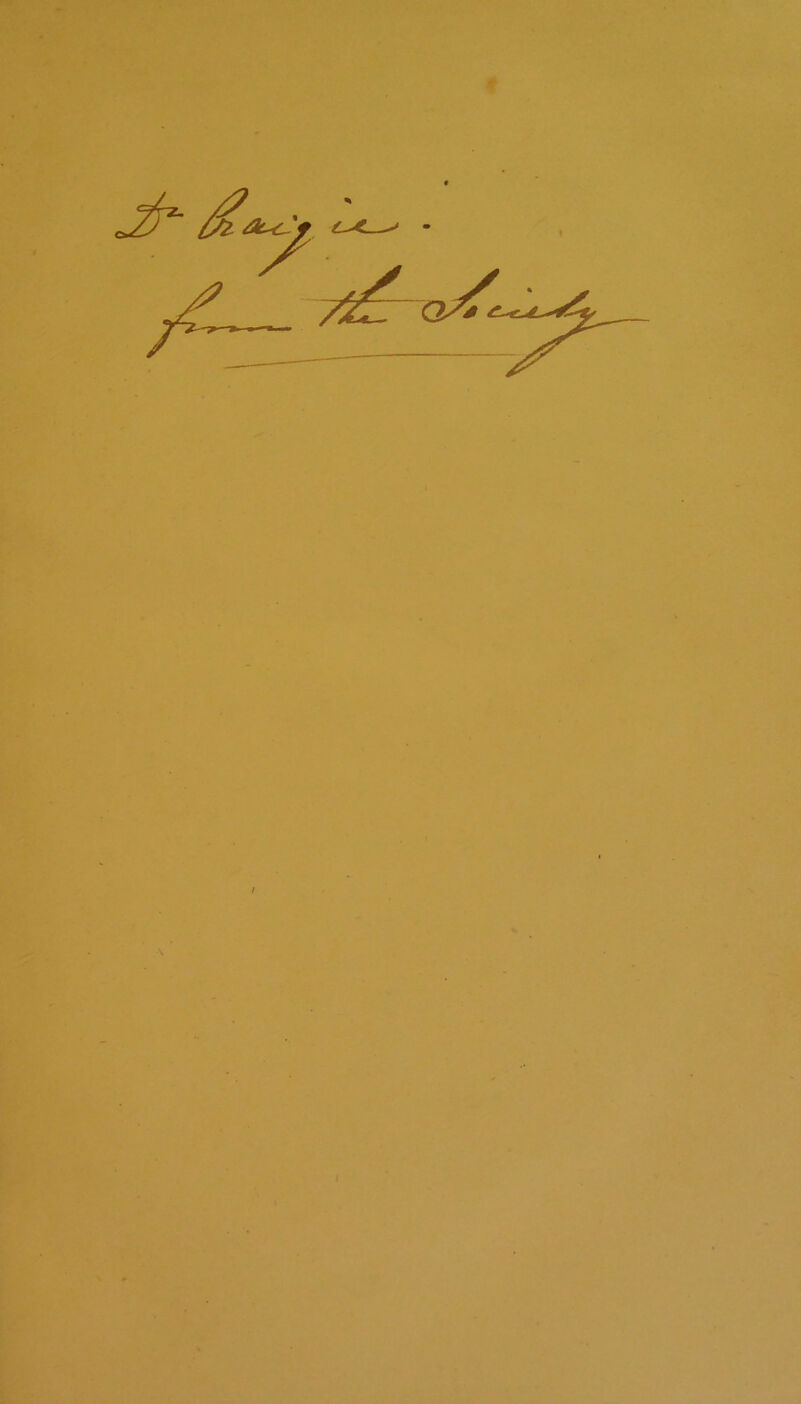 Dr
from the Society